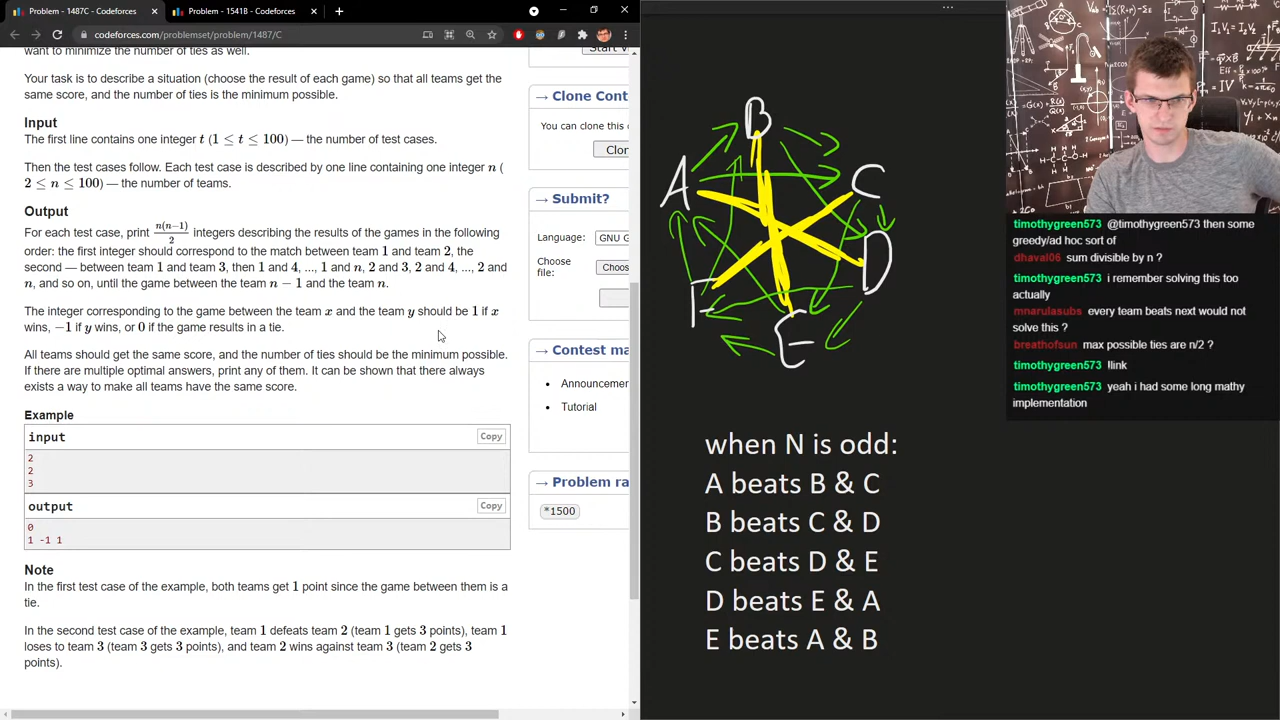 Problem - 1487C - Codeforces
Problem - 1541B - Codeforces
codeforces.com/problemset/problem/1487/C
want to minimize the number of ties as well.
Your task is to describe a situation (choose the result of each game) so that all teams get the
same score, and the number of ties is the minimum possible.
Input
The first line contains one integer t (1 ≤ t ≤ 100) — the number of test cases.
Then the test cases follow. Each test case is described by one line containing one integer n (
2 ≤ n ≤ 100) — the number of teams.
Output
For each test case, print n(n−1)/2 integers describing the results of the games in the following
order: the first integer should correspond to the match between team 1 and team 2, the
second — between team 1 and team 3, then 1 and 4, ..., 1 and n, 2 and 3, 2 and 4, ..., 2 and
n, and so on, until the game between the team n − 1 and the team n.
The integer corresponding to the game between the team x and the team y should be 1 if x
wins, −1 if y wins, or 0 if the game results in a tie.
All teams should get the same score, and the number of ties should be the minimum possible.
If there are multiple optimal answers, print any of them. It can be shown that there always
exists a way to make all teams have the same score.
Example
input
Copy
2
2
3
output
Copy
0
1 -1 1
Note
In the first test case of the example, both teams get 1 point since the game between them is a
tie.
In the second test case of the example, team 1 defeats team 2 (team 1 gets 3 points), team 1
loses to team 3 (team 3 gets 3 points), and team 2 wins against team 3 (team 2 gets 3
points).
→ Clone Cont
You can clone this
Clon
→ Submit?
Language:
GNU G
Choose
file:
Choos
→ Contest ma
Announcemer
Tutorial
→ Problem ra
*1500
B
A
C
D
F
E
when N is odd:
A beats B & C
B beats C & D
C beats D & E
D beats E & A
E beats A & B
timothygreen573 @timothygreen573 then some
greedy/ad hoc sort of
dhaval06 sum divisible by n ?
timothygreen573 i remember solving this too
actually
mnarulasubs every team beats next would not
solve this ?
breathofsun max possible ties are n/2 ?
timothygreen573 !link
timothygreen573 yeah i had some long mathy
implementation